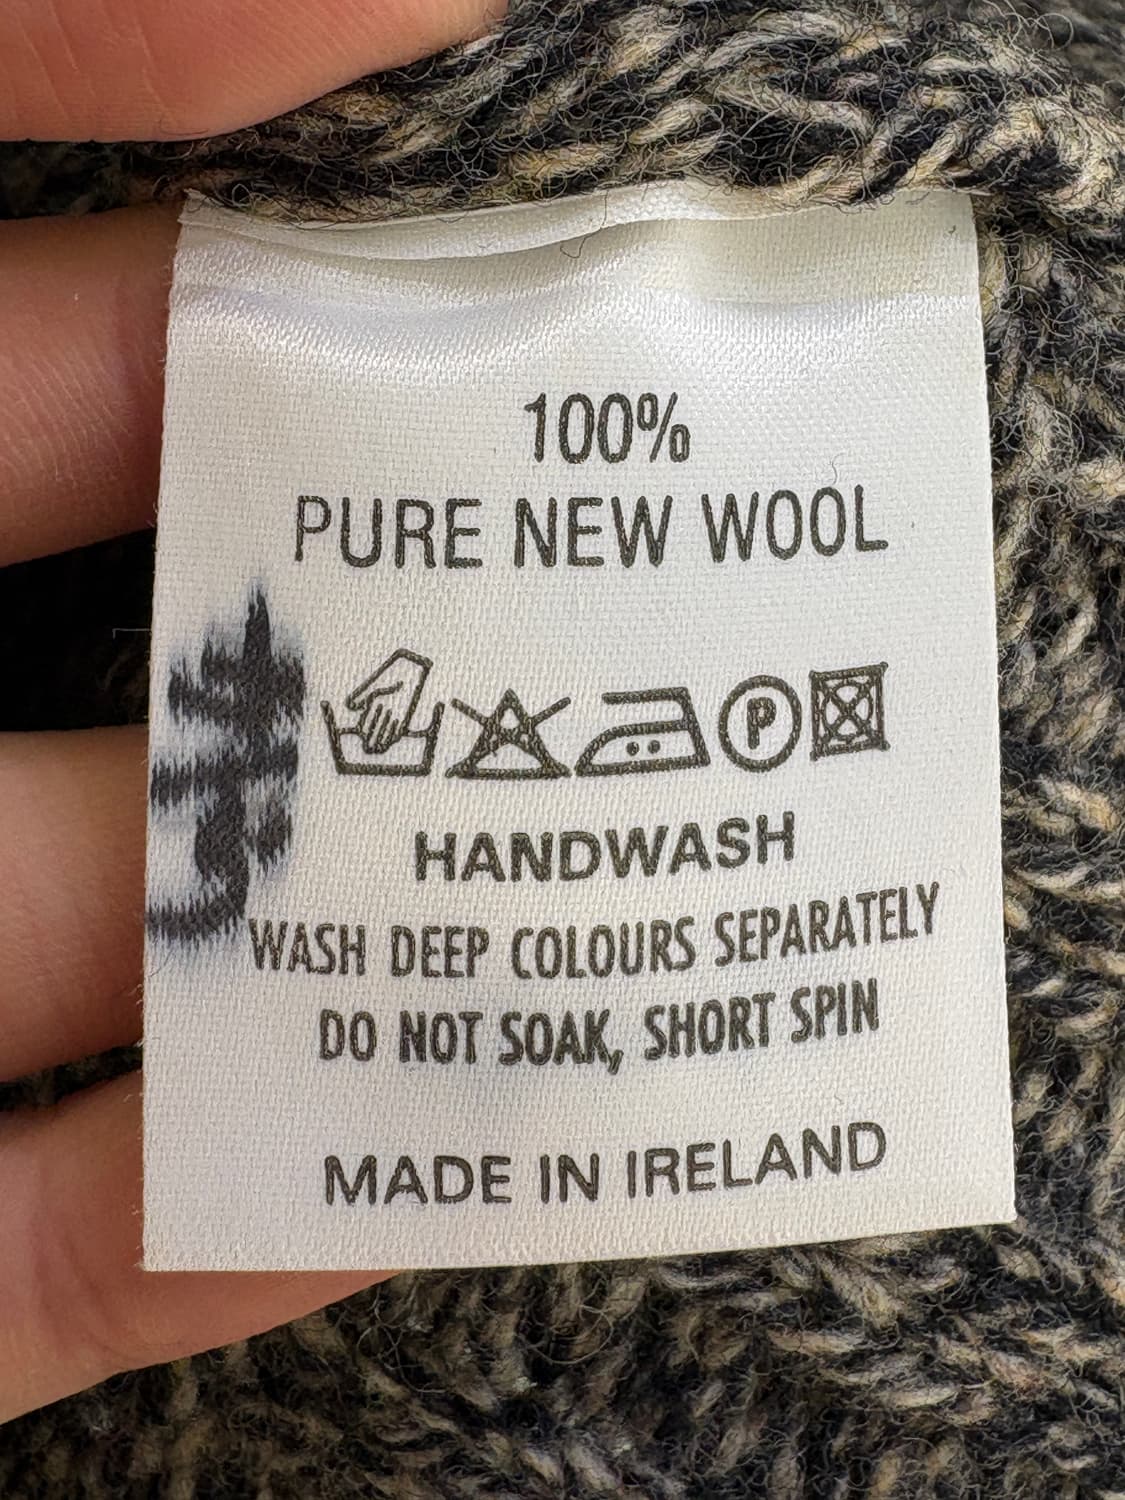 100%
PURE NEW WOOL
P
HANDWASH
WASH DEEP COLOURS SEPARATELY
DO NOT SOAK, SHORT SPIN
MADE IN IRELAND